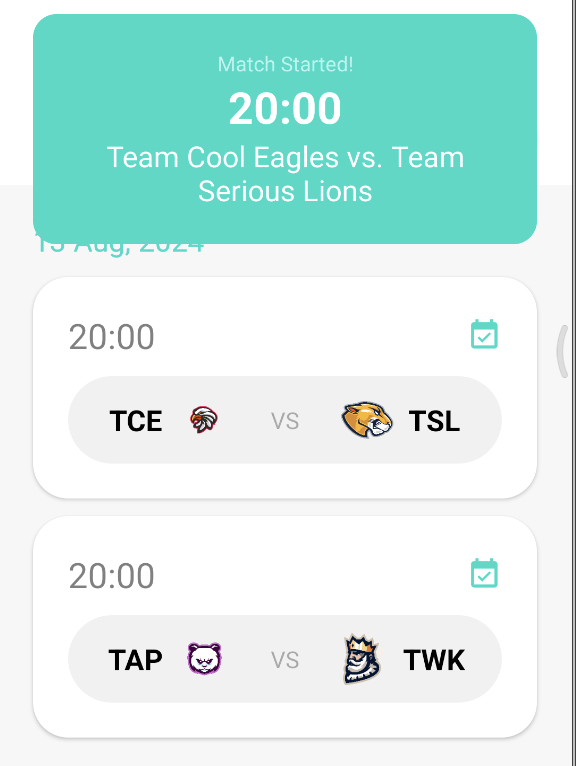 Match Started!
20:00
Team Cool Eagles vs. Team
Serious Lions
Aug, 2024
20:00
TCE VS TSL
20:00
TAP VS TWK